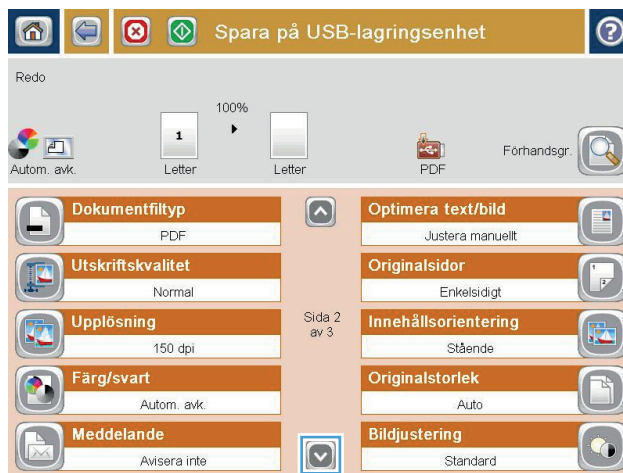 Spara på USB-lagringsenhet
?
Redo
100%
1
Autom. avk.
Letter
Letter
PDF
Förhandsgr.
Dokumentfiltyp
PDF
Utskriftskvalitet
Normal
Upplösning
150 dpi
Färg/svart
Autom. avk.
Meddelande
Avisera inte
Sida 2
av 3
Optimera text/bild
Justera manuellt
Originalsidor
Enkelsidigt
1
2
Innehållsorientering
Stående
Originalstorlek
Auto
Bildjustering
Standard